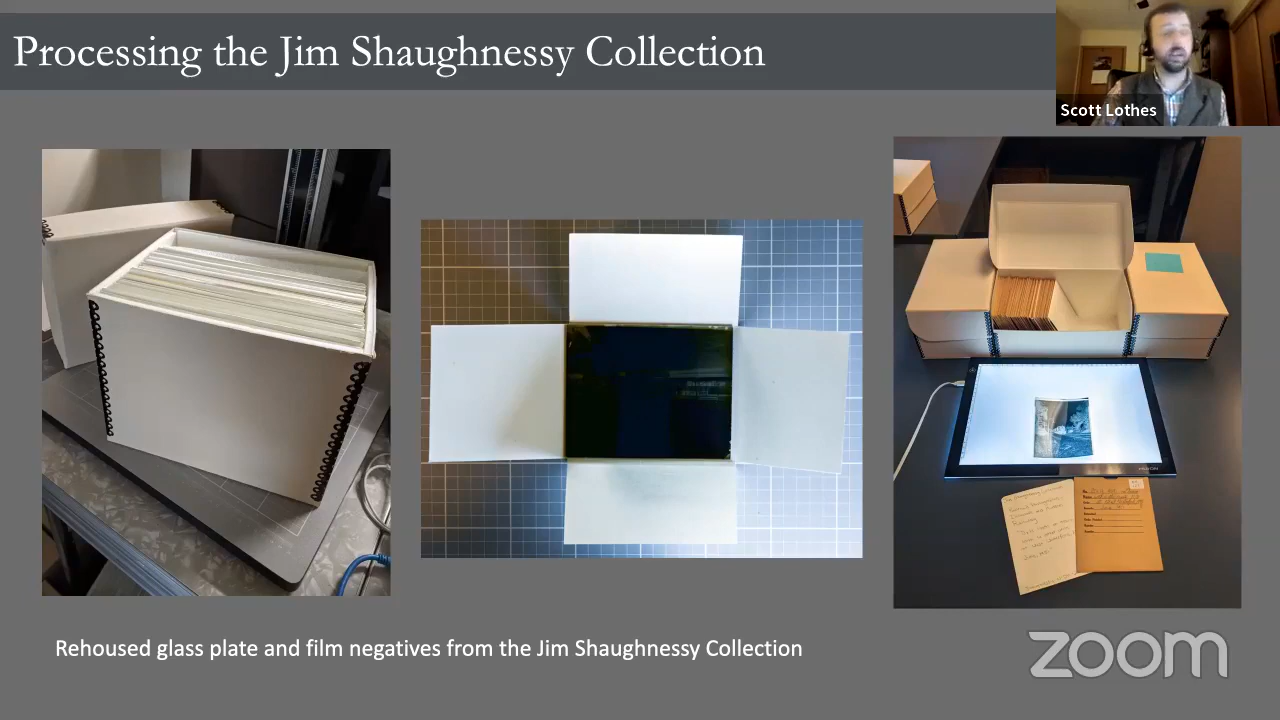 Processing the Jim Shaughnessy Collection
Scott Lothes
Rehoused glass plate and film negatives from the Jim Shaughnessy Collection
zoom